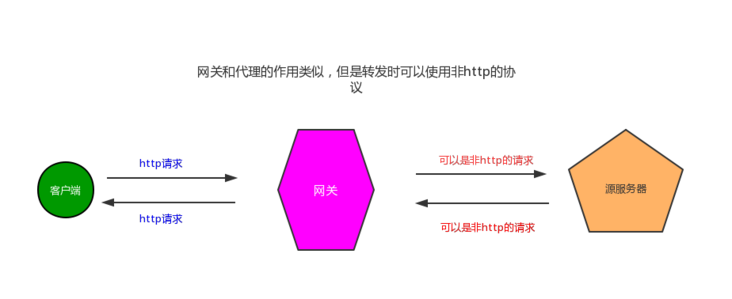 网关和代理的作用类似，但是转发时可以使用非http的协
议
http请求
可以是非http的请求
客户端
网关
源服务器
http请求
可以是非http的请求